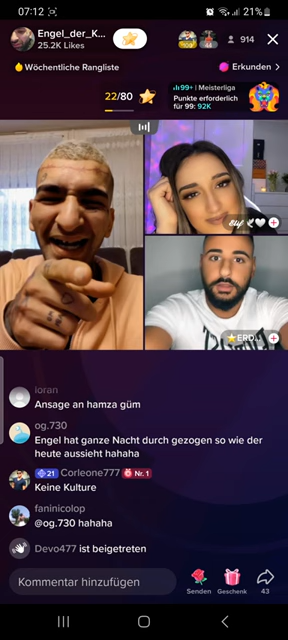 07:12
21%
Engel_der_K...
25.2K Likes
914
Wöchentliche Rangliste
Erkunden >
22/80
99+ | Meisterliga
Punkte erforderlich
für 99: 92K
ERD..
ioran
Ansage an hamza güm
og.730
Engel hat ganze Nacht durch gezogen so wie der
heute aussieht hahaha
21 Corleone777 Nr. 1
Keine Kulture
faninicolop
@og.730 hahaha
Devo477 ist beigetreten
Kommentar hinzufügen
Senden
Geschenk
43